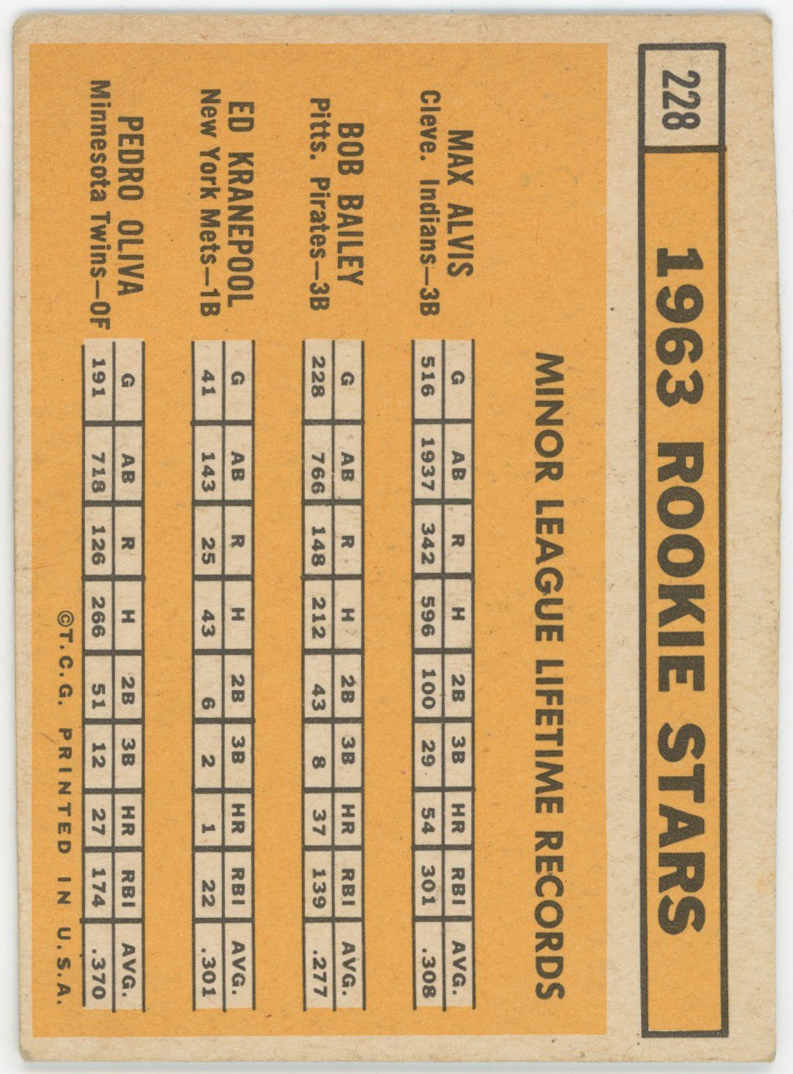 228
1963 ROOKIE STARS
MINOR LEAGUE LIFETIME RECORDS
MAX ALVIS
Cleve. Indians—3B
G AB R H 2B 3B HR RBI AVG.
516 1937 342 596 100 29 54 301 .308
BOB BAILEY
Pitts. Pirates—3B
G AB R H 2B 3B HR RBI AVG.
228 766 148 212 43 8 37 139 .277
ED KRANEPOOL
New York Mets—1B
G AB R H 2B 3B HR RBI AVG.
41 143 25 43 6 2 1 22 .301
PEDRO OLIVA
Minnesota Twins—OF
G AB R H 2B 3B HR RBI AVG.
191 718 126 266 51 12 27 174 .370
©T.C.G. PRINTED IN U.S.A.